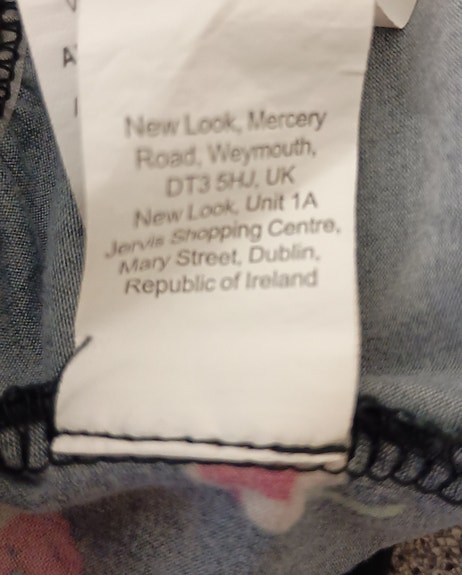 New Look, Mercery
Road, Weymouth,
DT3 5HJ, UK
New Look, Unit 1A
Jervis Shopping Centre,
Mary Street, Dublin,
Republic of Ireland